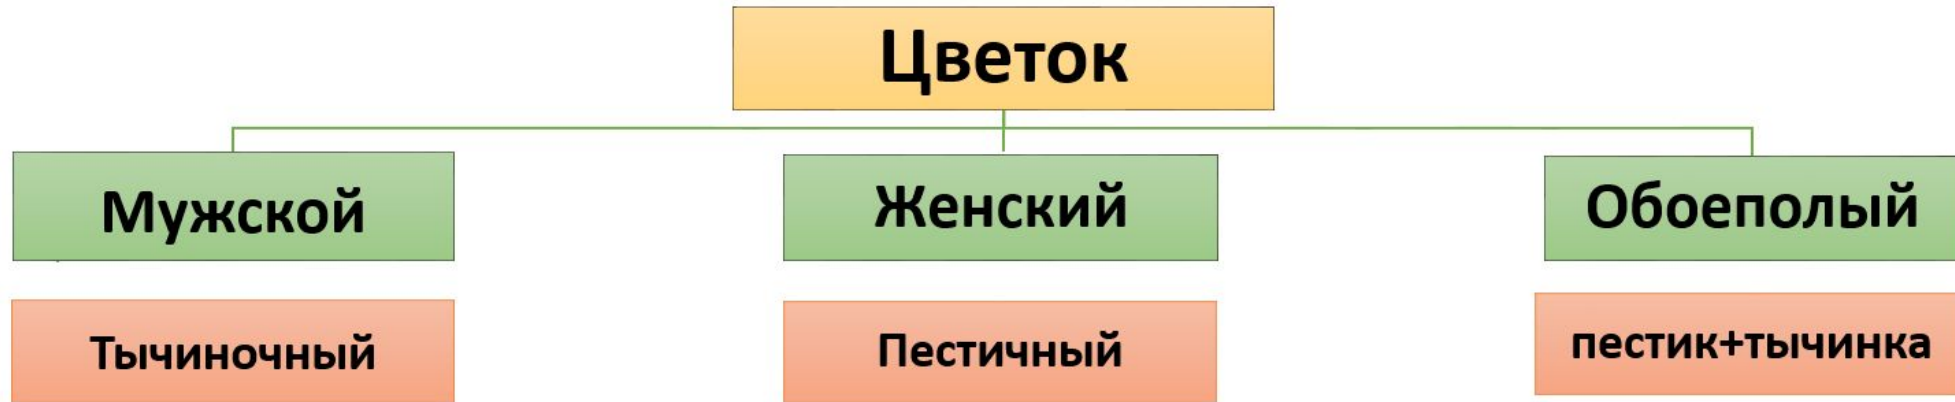 Цветок
Мужской
Женский
Обоеполый
Тычиночный
Пестичный
пестик+тычинка